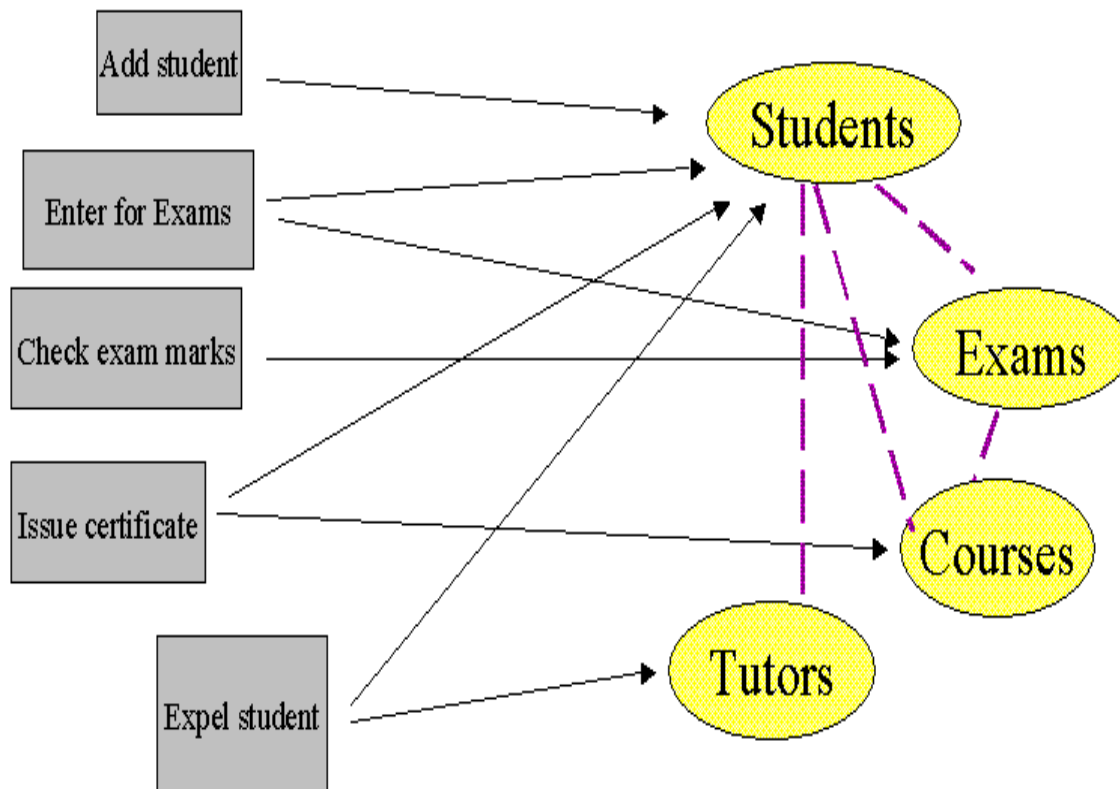 Add student
Students
Enter for Exams
Check exam marks
Exams
Issue certificate
Courses
Tutors
Expel student